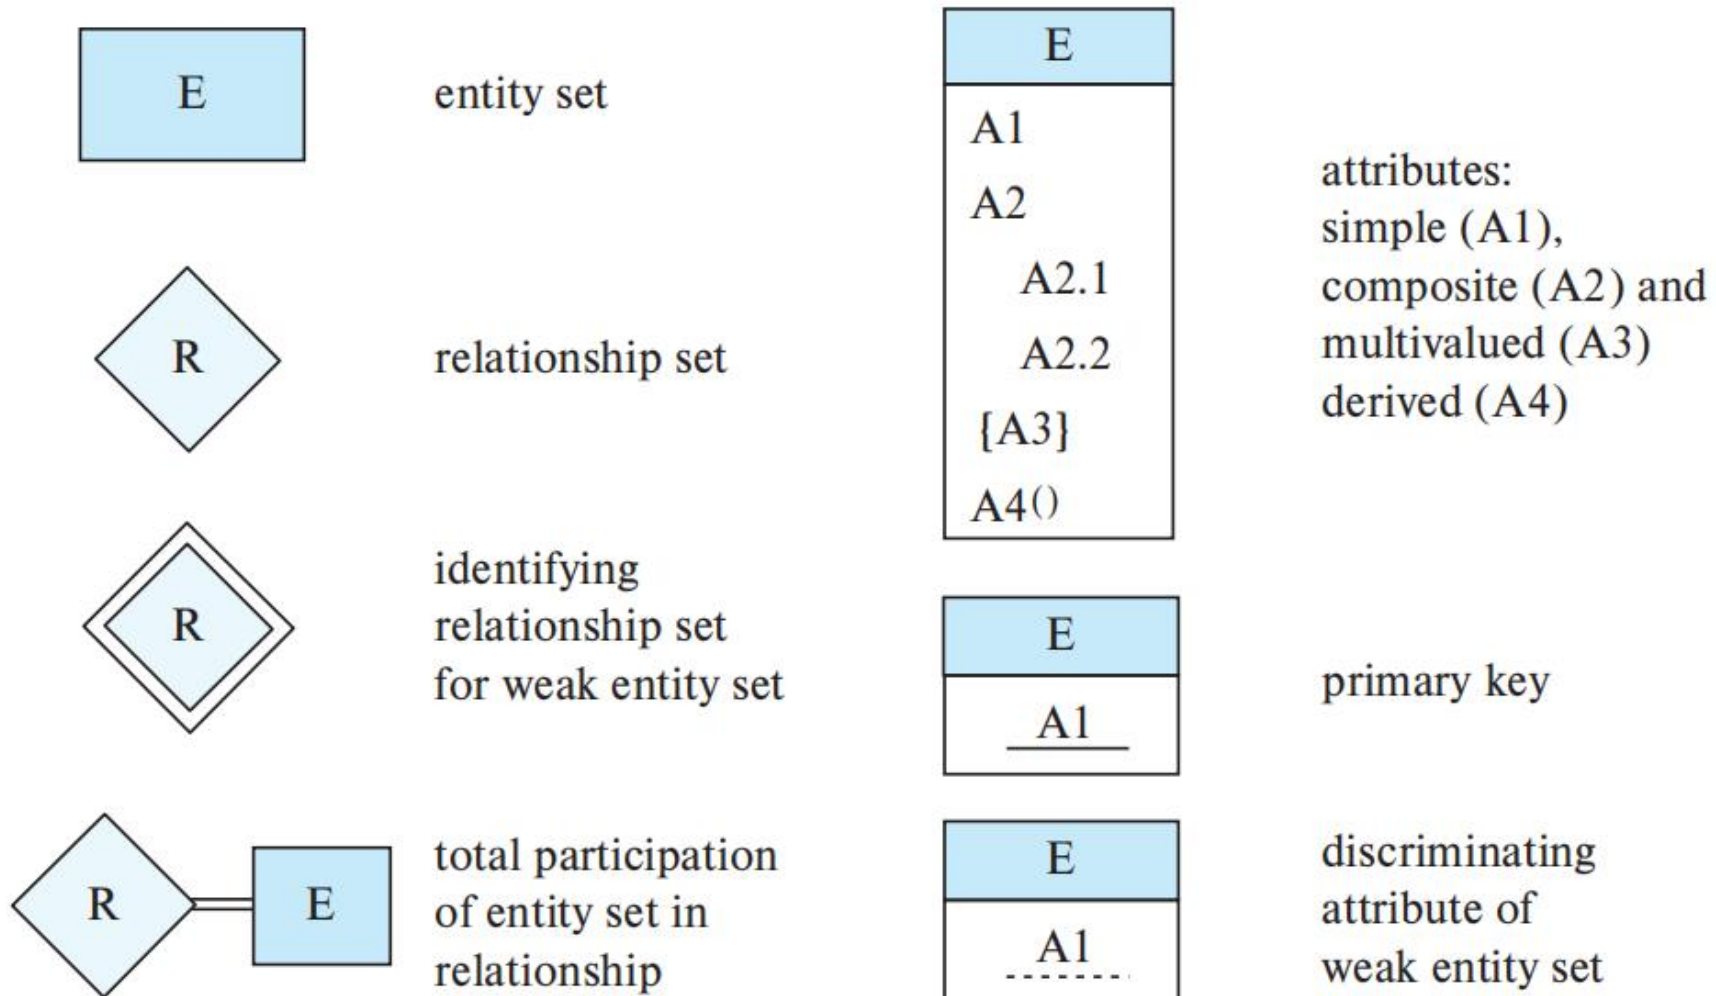 E
entity set
R
relationship set
R
identifying
relationship set
for weak entity set
R
E
total participation
of entity set in
relationship
E
A1
A2
A2.1
A2.2
{A3}
A4()
attributes:
simple (A1),
composite (A2) and
multivalued (A3)
derived (A4)
E
A1
primary key
E
A1
discriminating
attribute of
weak entity set